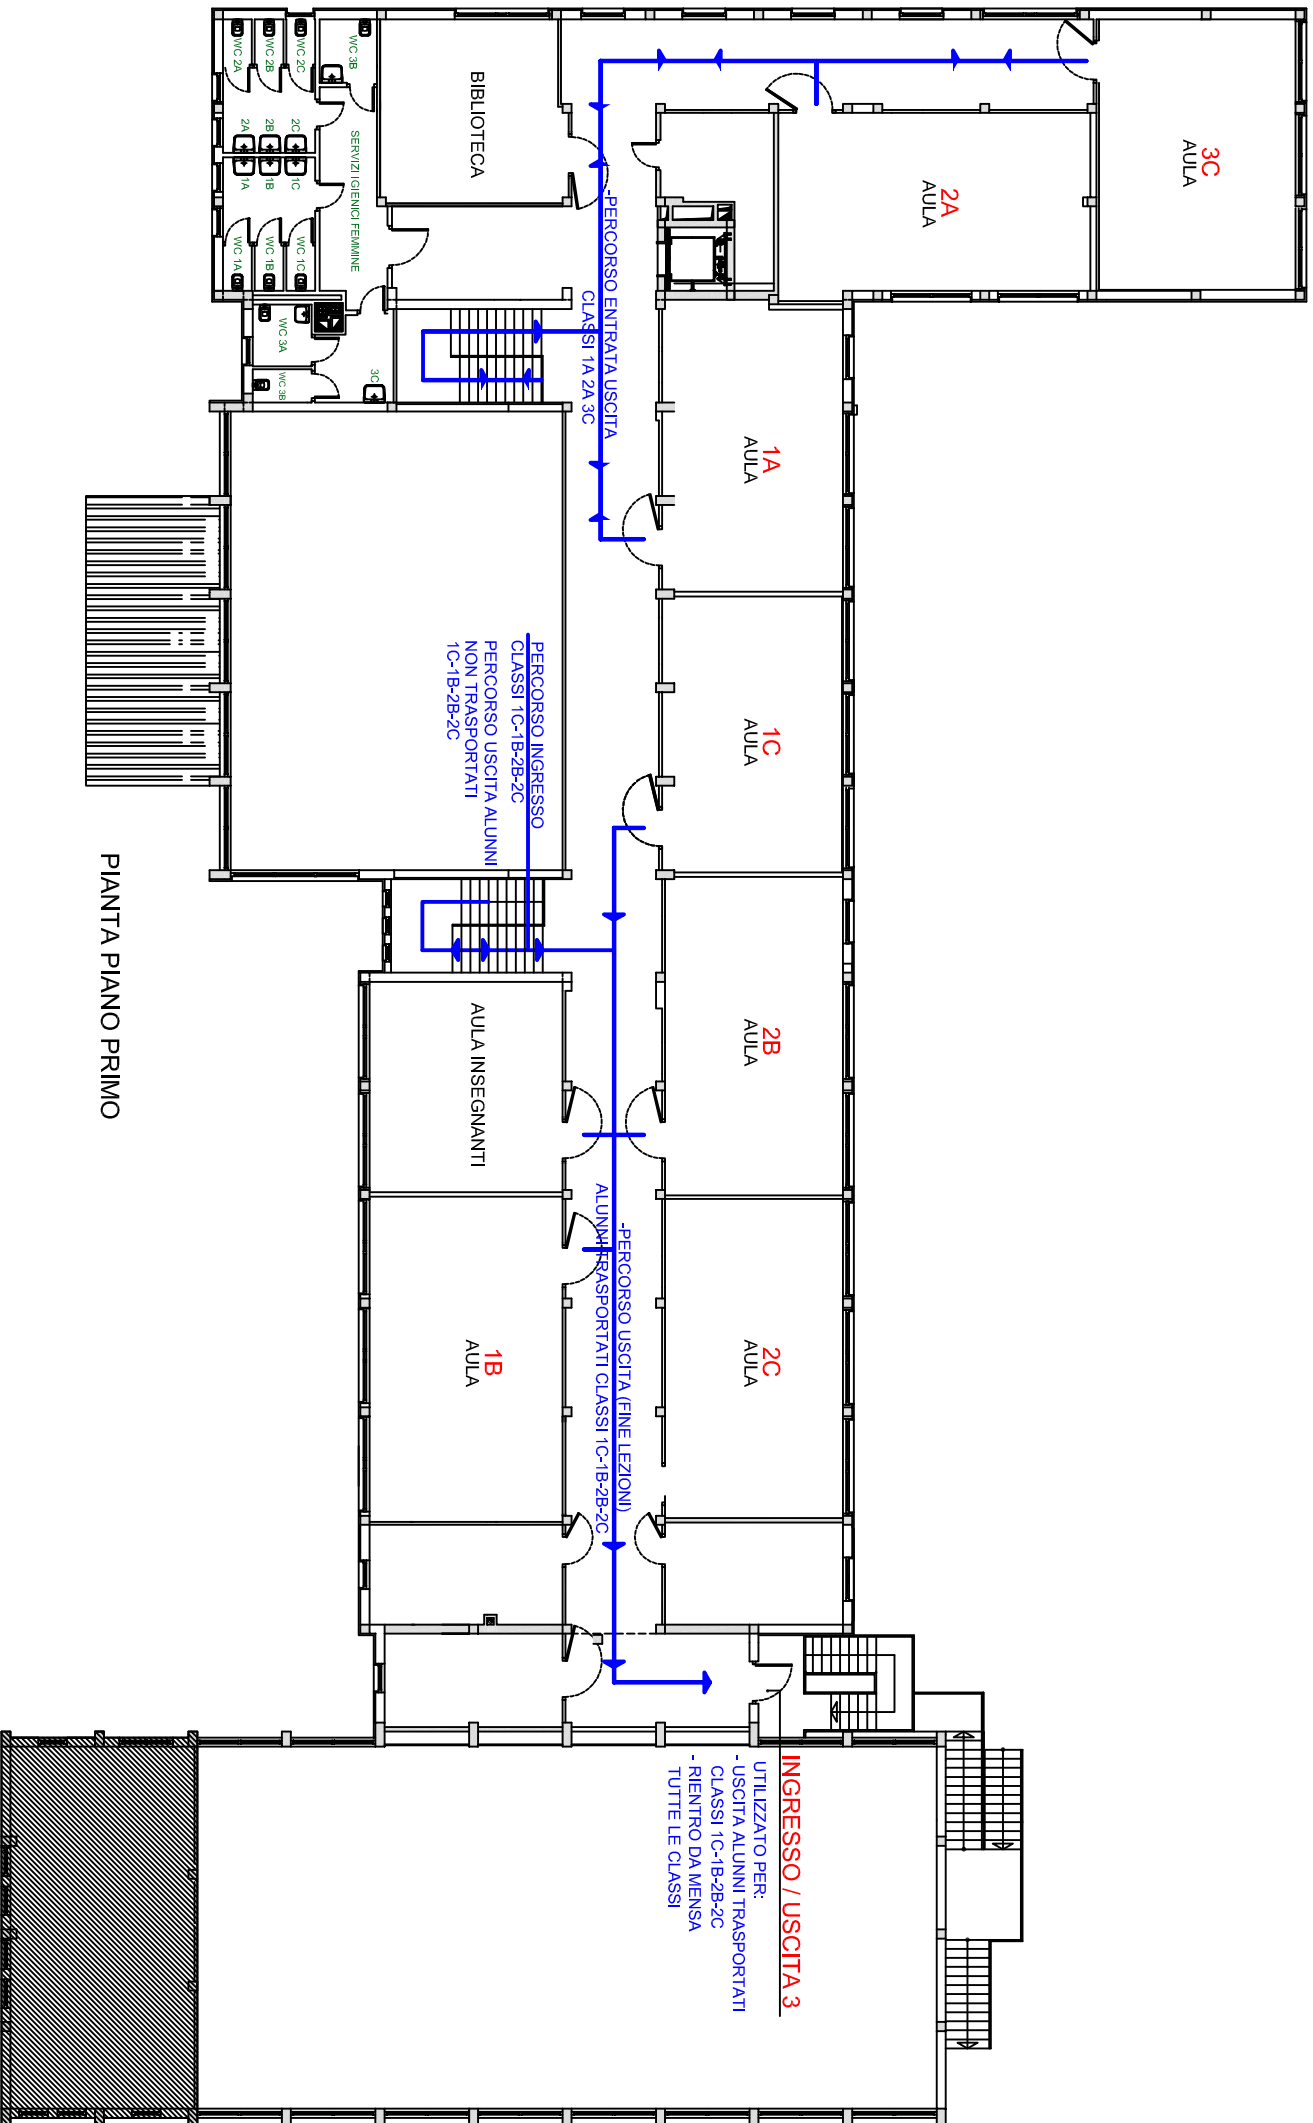 3C
AULA
2A
AULA
1A
AULA
1C
AULA
2B
AULA
2C
AULA
INGRESSO / USCITA 3
UTILIZZATO PER:
- USCITA ALUNNI TRASPORTATI
CLASSI 1C-1B-2B-2C
- RIENTRO DA MENSA
TUTTE LE CLASSI
-PERCORSO ENTRATA USCITA
CLASSI 1A 2A 3C
-PERCORSO USCITA (FINE LEZIONI)
ALUNNI TRASPORTATI CLASSI 1C-1B-2B-2C
PERCORSO INGRESSO
CLASSI 1C-1B-2B-2C
PERCORSO USCITA ALUNNI
NON TRASPORTATI
1C-1B-2B-2C
BIBLIOTECA
AULA INSEGNANTI
1B
AULA
SERVIZI IGIENICI FEMMINE
WC 3B
WC 2C
WC 2B
WC 2A
2C
2B
2A
1C
1B
1A
WC 1C
WC 1B
WC 1A
3C
WC 3A
WC 3B
PIANTA PIANO PRIMO